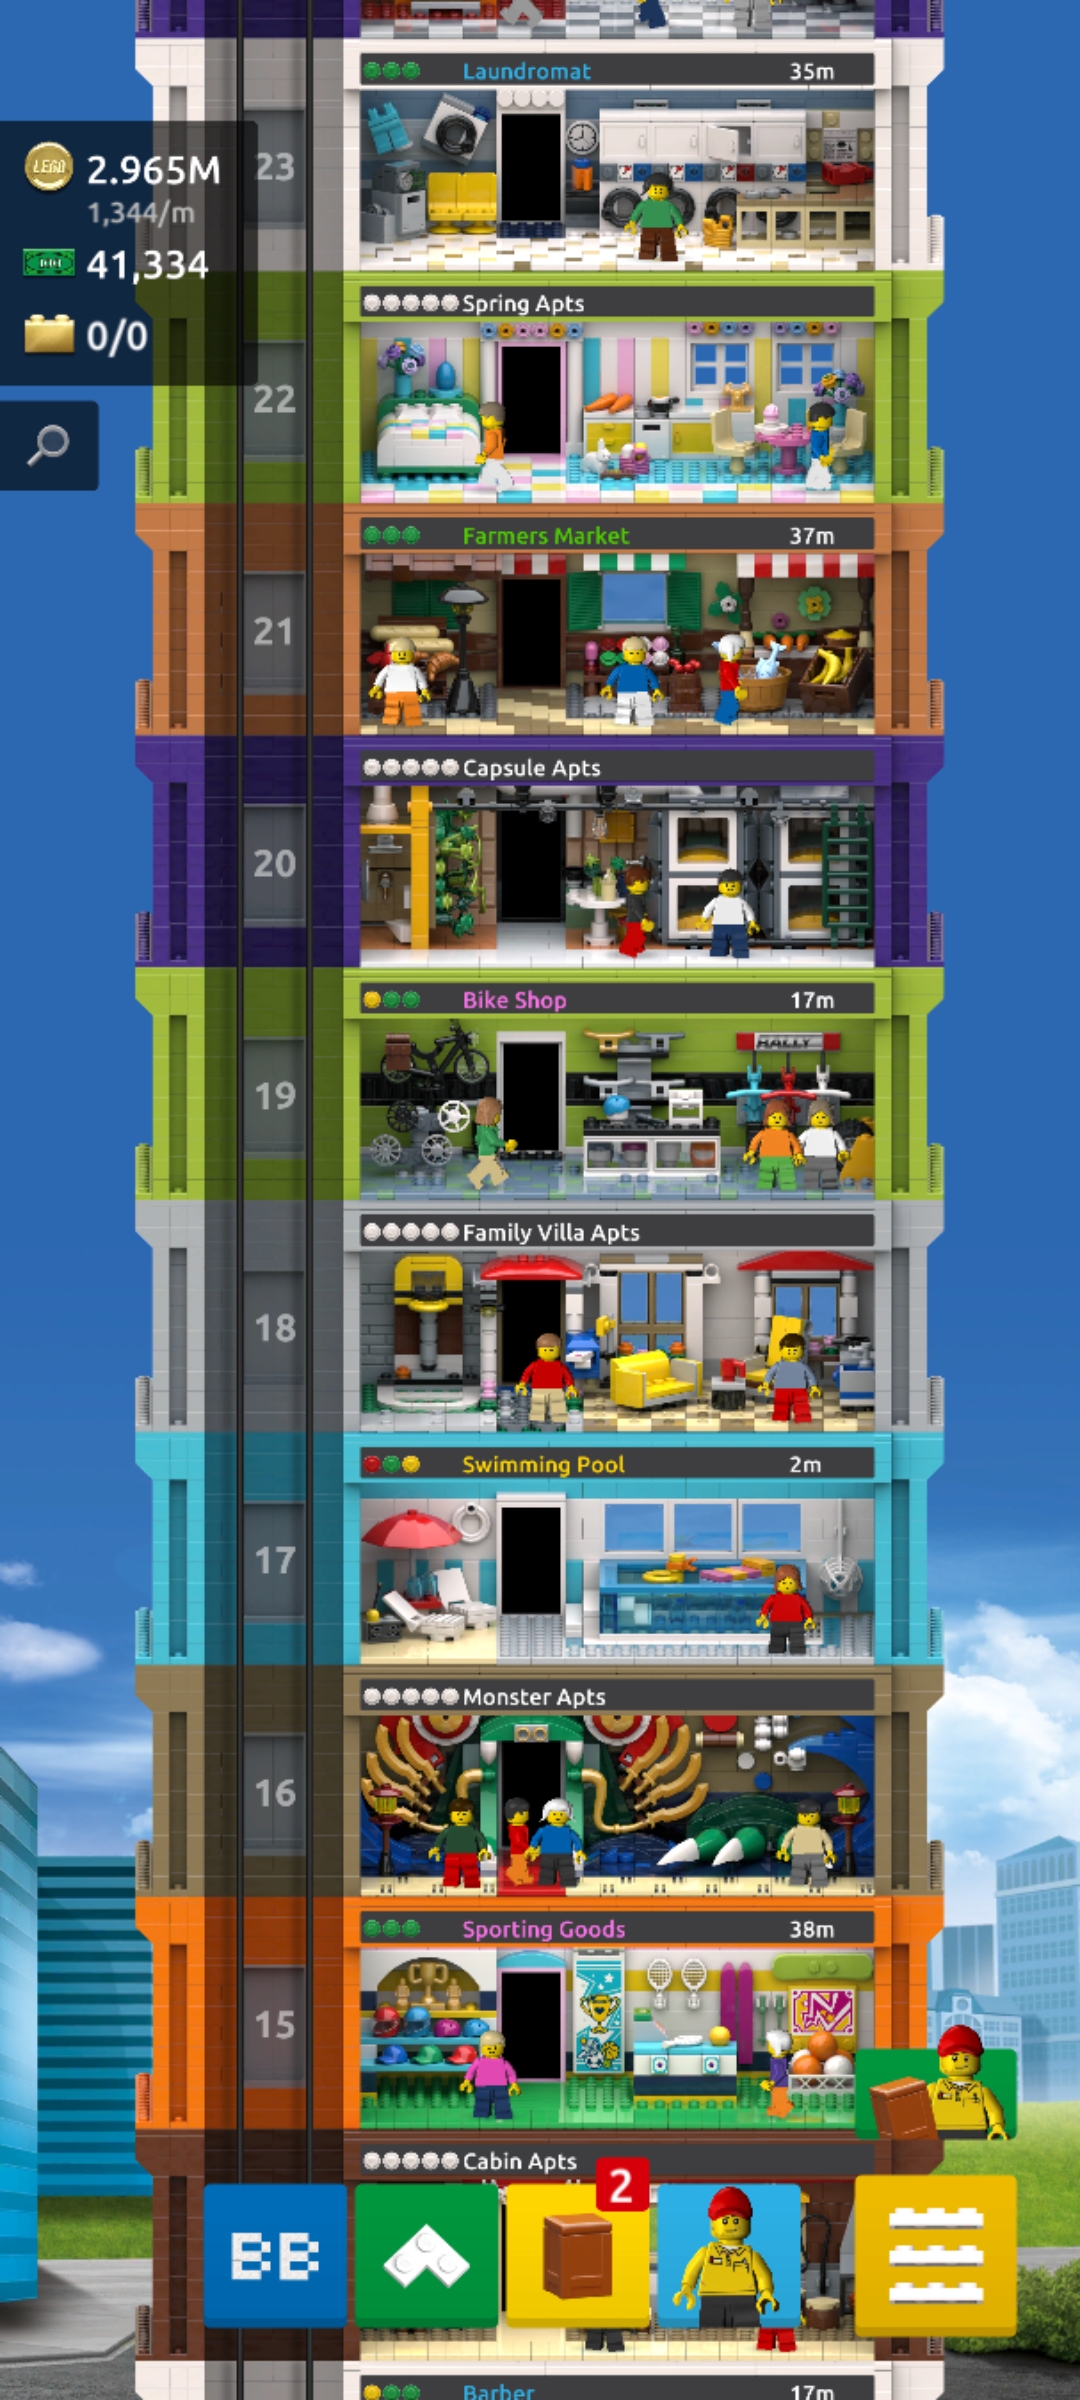 Laundromat 35m
23
LEGO 2.965M
1,344/m
41,334
0/0
Spring Apts
22
Farmers Market 37m
21
Capsule Apts
20
Bike Shop 17m
RALLY
19
Family Villa Apts
18
Swimming Pool 2m
17
Monster Apts
16
Sporting Goods 38m
N
15
Cabin Apts
2
BB
Barber 17m